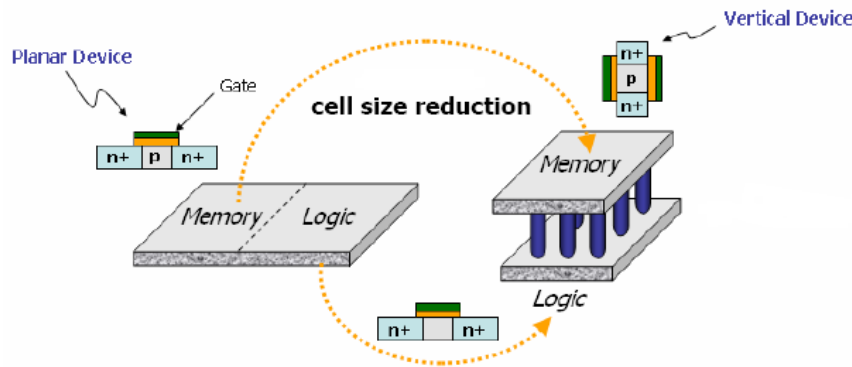 Vertical Device
n+
p
n+
Planar Device
Gate
cell size reduction
n+ p n+
Memory
Memory Logic
Logic
n+ n+